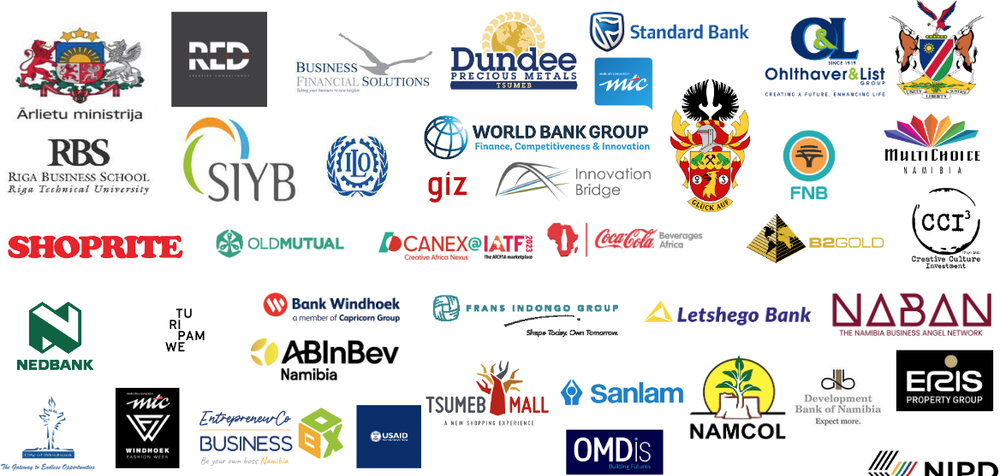 Ārlietu ministrija
RED
CREATIVE CONSULTANCY
BUSINESS
FINANCIAL SOLUTIONS
Taking your business to new heights
Dundee
PRECIOUS METALS
TSUMEB
Standard Bank
mtc
O&L
SINCE 1919
Ohlthaver&List
GROUP
CREATING A FUTURE, ENHANCING LIFE
UNITY LIBERTY JUSTICE
RBS
RIGA BUSINESS SCHOOL
Riga Technical University
SIYB
ILO
WORLD BANK GROUP
Finance, Competitiveness & Innovation
giz
Innovation
Bridge
GLÜCK AUF
FNB
MULTICHOICE
NAMIBIA
SHOPRITE
OLDMUTUAL
CANEX@IATF2023
Creative Africa Nexus
The AfCFTA marketplace
Coca-Cola
Beverages
Africa
B2GOLD
CCI3
(Pty) Ltd.
Creative Culture
Investment
NEDBANK
TU
RI
PAM
WE
Bank Windhoek
a member of Capricorn Group
FRANS INDONGO GROUP
Shape Today. Own Tomorrow.
Letshego Bank
NABAN
THE NAMIBIA BUSINESS ANGEL NETWORK
ABInBev
Namibia
TSUMEB MALL
A NEW SHOPPING EXPERIENCE
Sanlam
NAMCOL
db
Development
Bank of Namibia
Expect more.
ERIS
PROPERTY GROUP
City of Windhoek
The Gateway to Endless Opportunities
mtc
WINDHOEK
FASHION WEEK
EntrepreneurCo
BUSINESS
BOX
Be your own boss Namibia
USAID
OMDis
Building Futures
NIPD